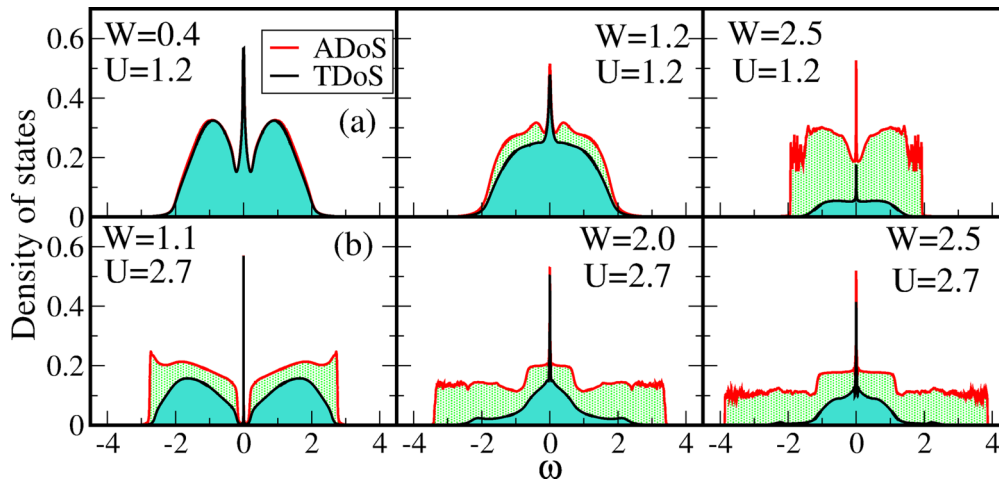 W=0.4
U=1.2
ADoS
TDoS
(a)
W=1.2
U=1.2
W=2.5
U=1.2
0.6
0.4
0.2
0
W=1.1
U=2.7
(b)
W=2.0
U=2.7
W=2.5
U=2.7
0.6
0.4
0.2
0
Density of states
-4 -2 0 2 4 -4 -2 0 2 4 -4 -2 0 2 4
ω